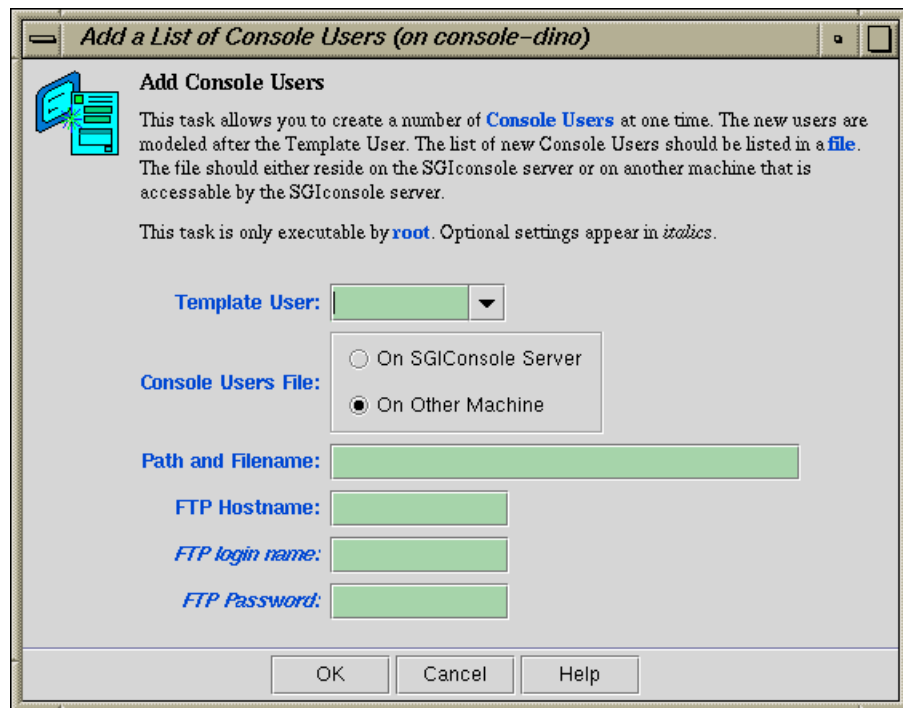 Add a List of Console Users (on console-dino)
Add Console Users
This task allows you to create a number of Console Users at one time. The new users are
modeled after the Template User. The list of new Console Users should be listed in a file.
The file should either reside on the SGIconsole server or on another machine that is
accessable by the SGIconsole server.
This task is only executable by root. Optional settings appear in italics.
Template User:
Console Users File:
On SGIConsole Server
On Other Machine
Path and Filename:
FTP Hostname:
FTP login name:
FTP Password:
OK Cancel Help